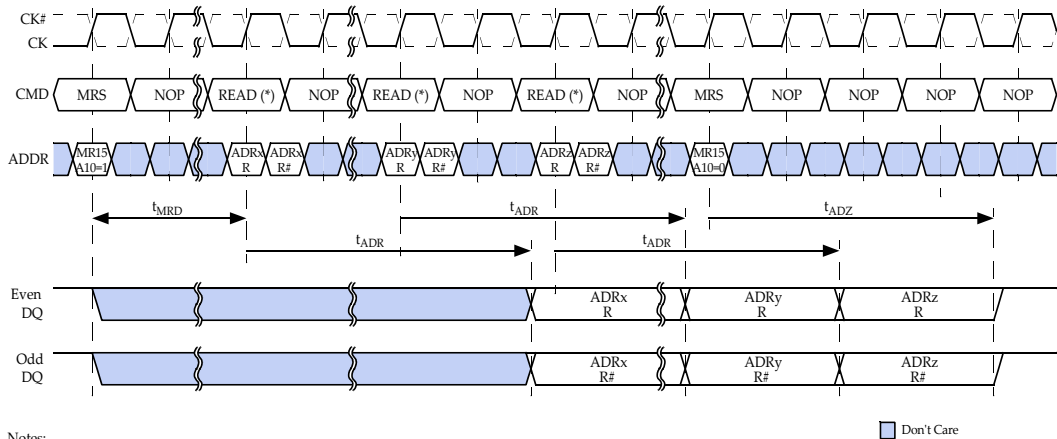 CK#
CK
CMD MRS NOP READ (*) NOP READ (*) NOP READ (*) NOP MRS NOP NOP NOP NOP
ADDR MR15 A10=1 ADRx R ADRx R# ADRy R ADRy R# ADRz R ADRz R# MR15 A10=0
tMRD tADR tADZ
tADR tADR
Even DQ ADRx R ADRy R ADRz R
Odd DQ ADRx R# ADRy R# ADRz R#
Notes:
Don't Care